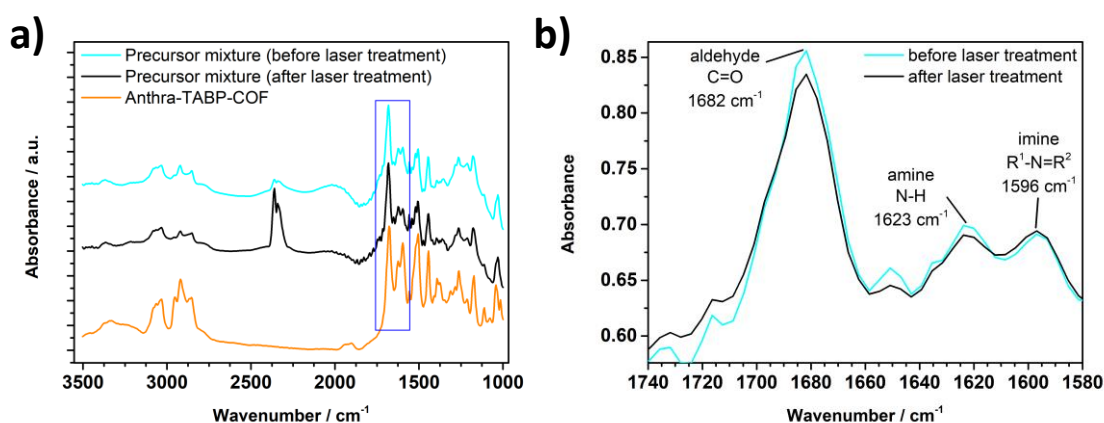 a)
Precursor mixture (before laser treatment)
Precursor mixture (after laser treatment)
Anthra-TABP-COF
Absorbance / a.u.
3500 3000 2500 2000 1500 1000
Wavenumber / cm⁻¹
b)
aldehyde
C=O
1682 cm⁻¹
before laser treatment
after laser treatment
amine
N-H
1623 cm⁻¹
imine
R¹-N=R²
1596 cm⁻¹
Absorbance
0.85
0.80
0.75
0.70
0.65
0.60
1740 1720 1700 1680 1660 1640 1620 1600 1580
Wavenumber / cm⁻¹